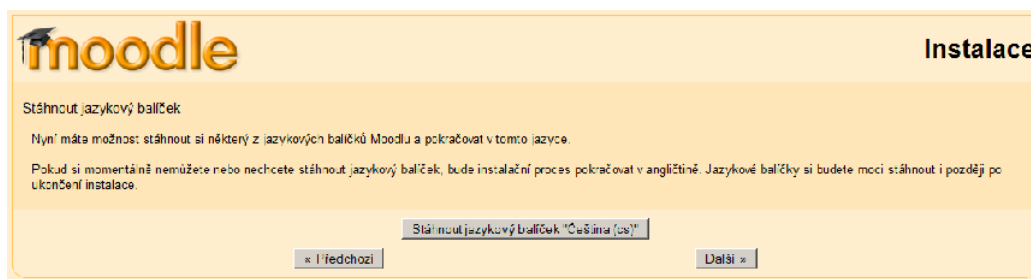 moodle
Instalace
Stáhnout jazykový balíček
Nyní máte možnost stáhnout si některý z jazykových balíčků Moodlu a pokračovat v tomto jazyce.
Pokud si momentálně nemůžete nebo nechcete stáhnout jazykový balíček, bude instalační proces pokračovat v angličtině. Jazykové balíčky si budete moci stáhnout i později po
ukončení instalace.
Stáhnout jazykový balíček "Čeština (cs)"
« Předchozí
Další »